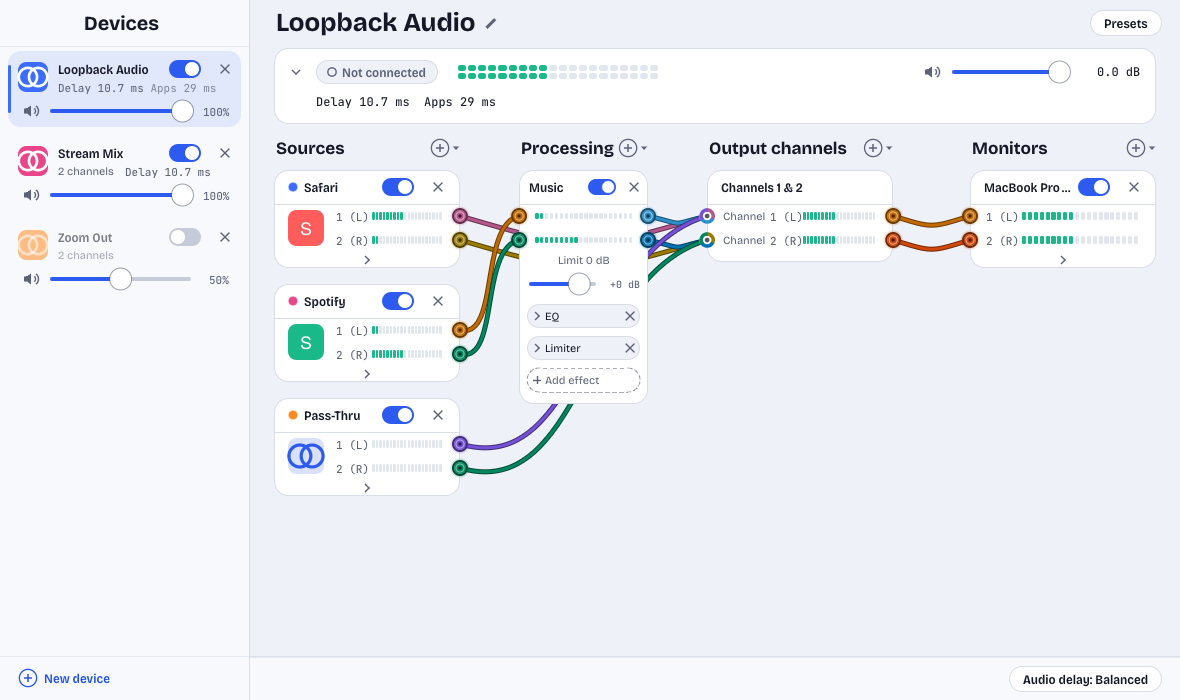 Devices
Loopback Audio
Delay 10.7 ms Apps 29 ms
100%
Stream Mix
2 channels Delay 10.7 ms
100%
Zoom Out
2 channels
50%
New device
Loopback Audio
Presets
Not connected
0.0 dB
Delay 10.7 ms Apps 29 ms
Sources
Safari
S
1 (L)
2 (R)
Spotify
S
1 (L)
2 (R)
Pass-Thru
1 (L)
2 (R)
Processing
Music
Limit 0 dB
+0 dB
EQ
Limiter
+ Add effect
Output channels
Channels 1 & 2
Channel 1 (L)
Channel 2 (R)
Monitors
MacBook Pro ...
1 (L)
2 (R)
Audio delay: Balanced